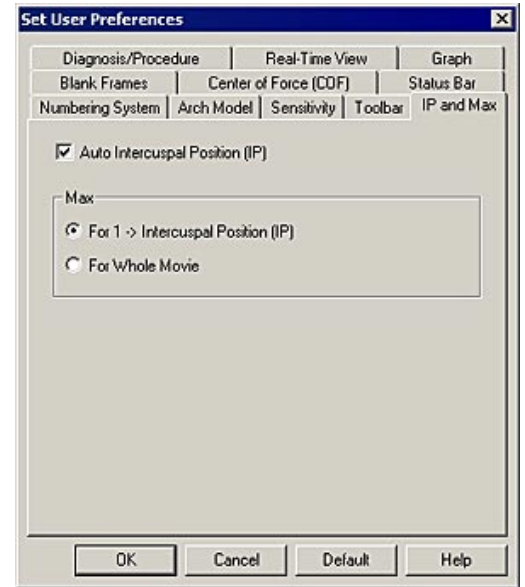 Set User Preferences
Diagnosis/Procedure Real-Time View Graph
Blank Frames Center of Force (COF) Status Bar
Numbering System Arch Model Sensitivity Toolbar IP and Max
Auto Intercuspal Position (IP)
Max
For 1 -> Intercuspal Position (IP)
For Whole Movie
OK Cancel Default Help